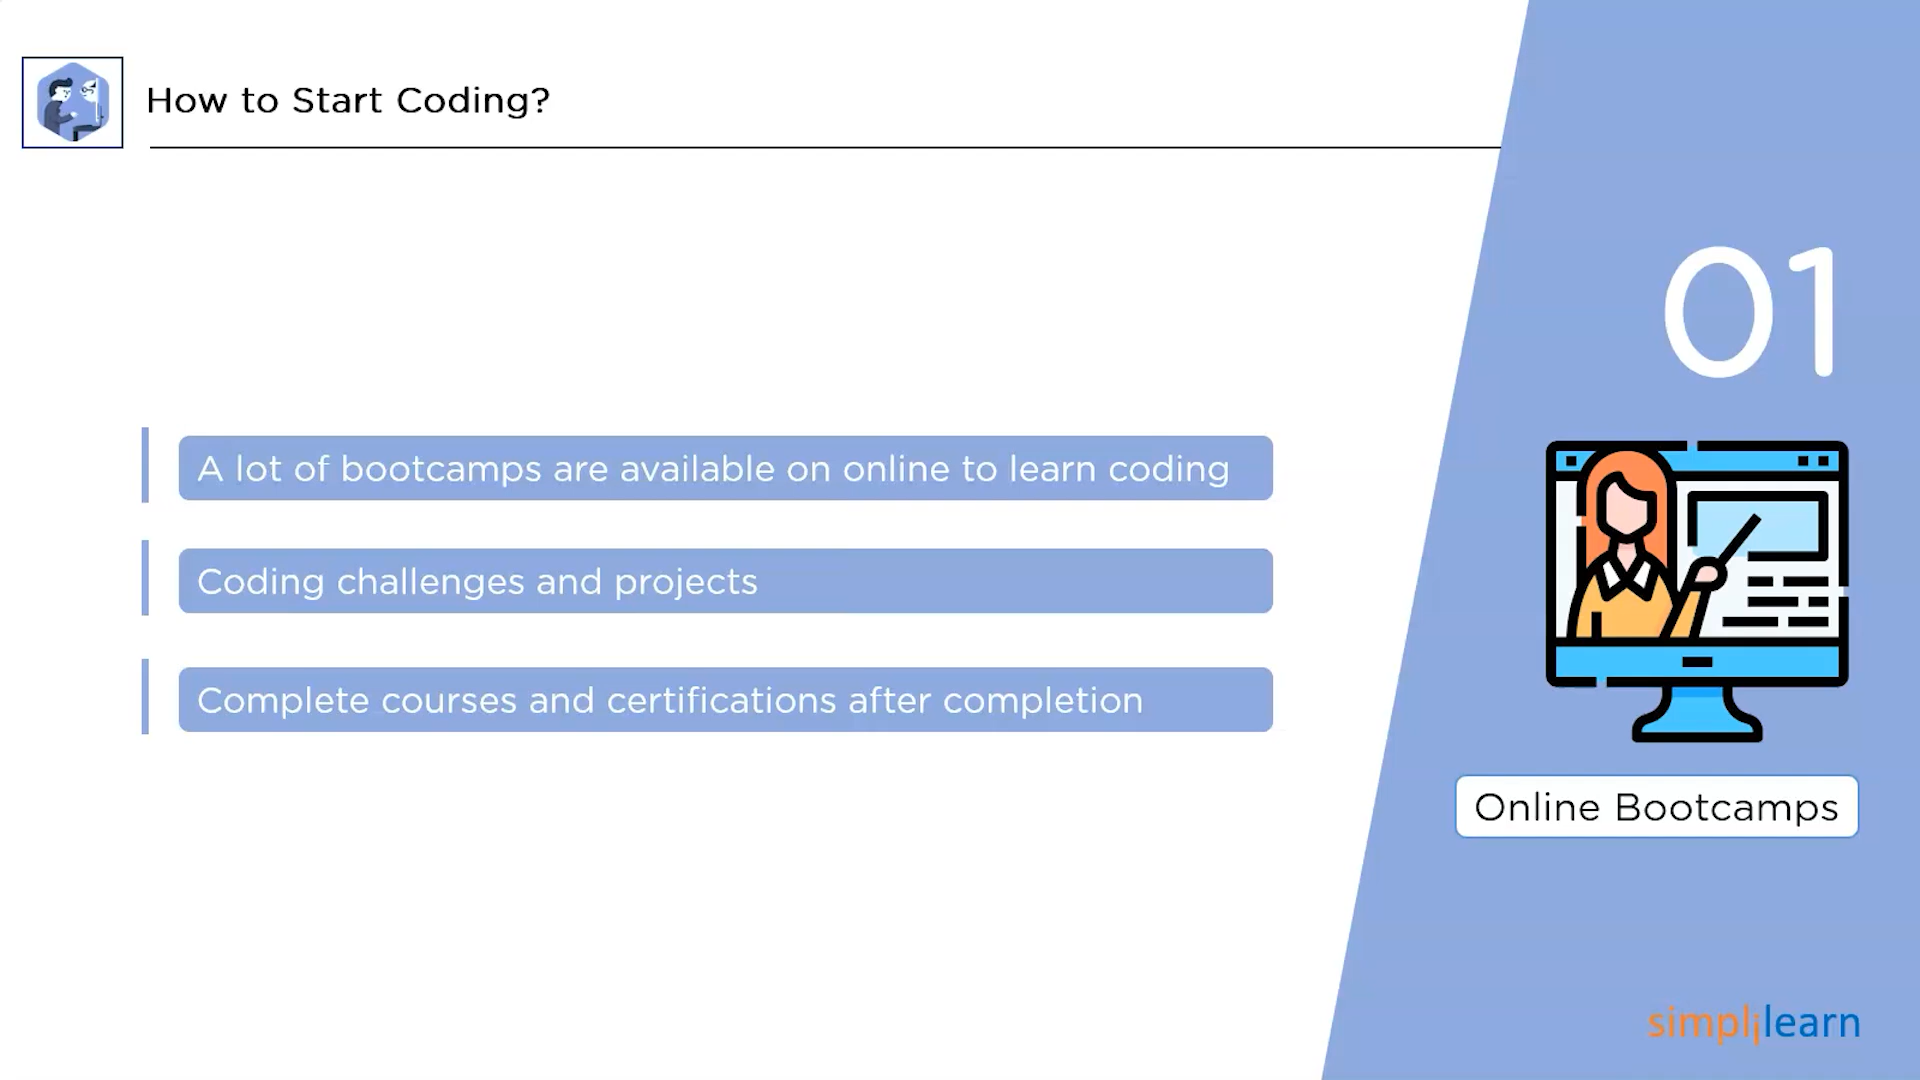 How to Start Coding?
01
A lot of bootcamps are available on online to learn coding
Coding challenges and projects
Complete courses and certifications after completion
Online Bootcamps
simplilearn